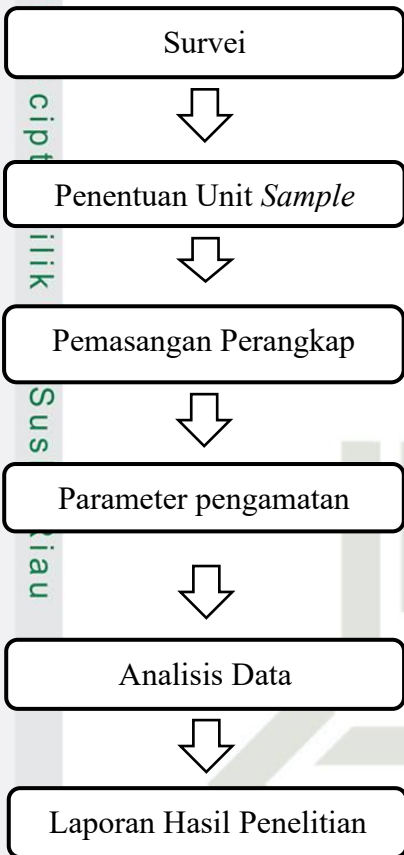 Survei
Penentuan Unit Sample
Pemasangan Perangkap
Parameter pengamatan
Analisis Data
Laporan Hasil Penelitian